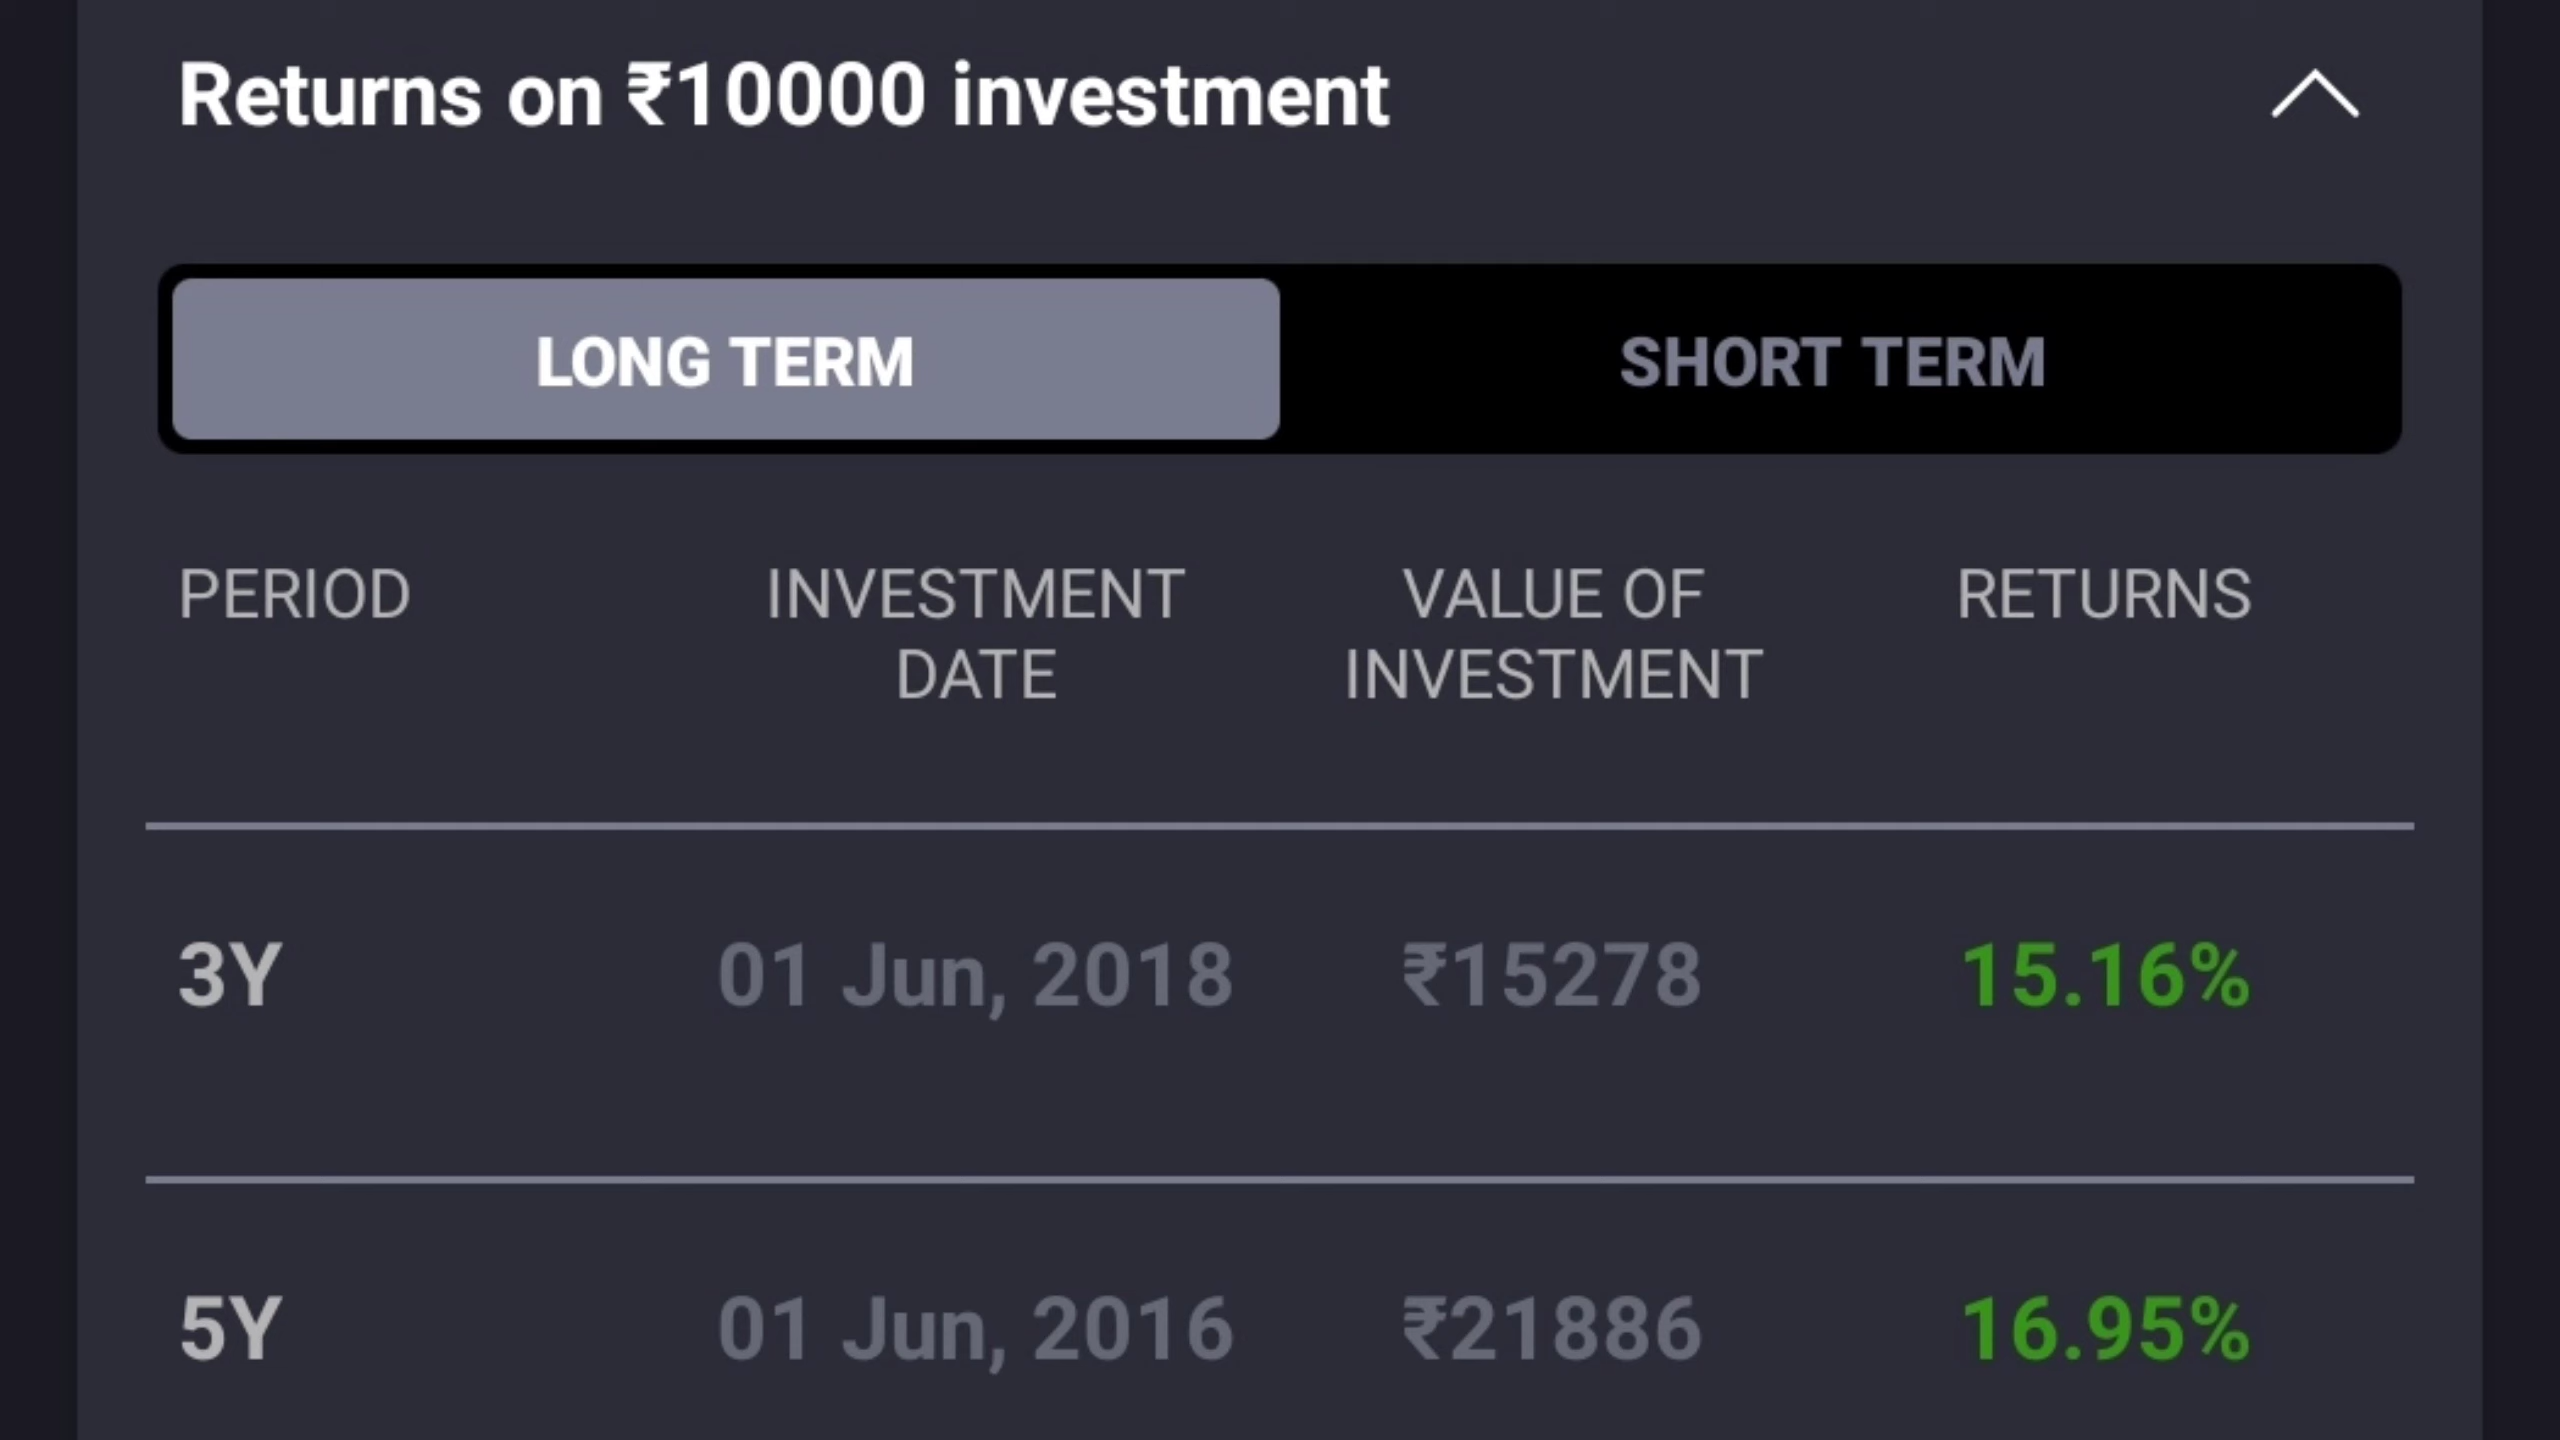 Returns on ₹10000 investment
LONG TERM SHORT TERM
PERIOD INVESTMENT DATE VALUE OF INVESTMENT RETURNS
3Y 01 Jun, 2018 ₹15278 15.16%
5Y 01 Jun, 2016 ₹21886 16.95%